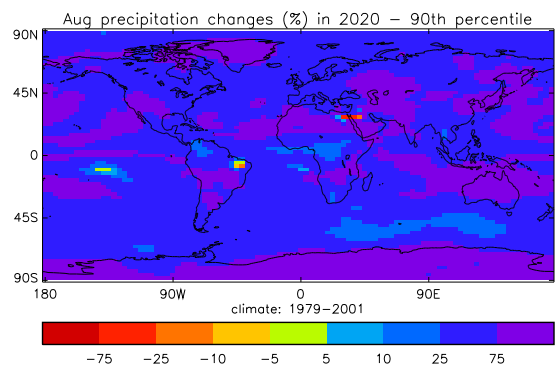 Aug precipitation changes (%) in 2020 − 90th percentile
90N
45N
0
45S
90S
180 90W 0 90E
climate: 1979−2001
−75 −25 −10 −5 5 10 25 75